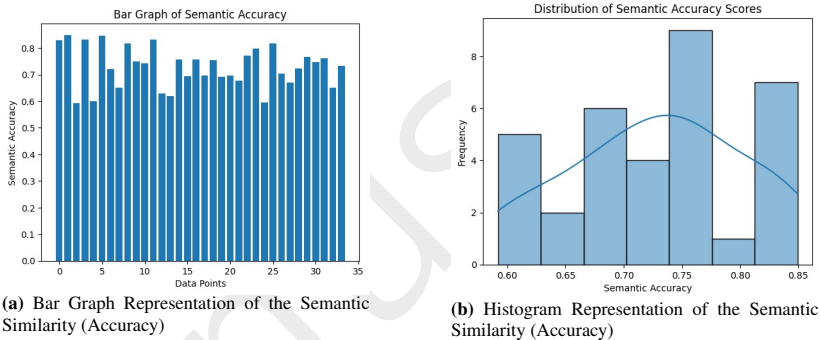 Bar Graph of Semantic Accuracy
0.8
0.7
0.6
0.5
0.4
0.3
0.2
0.1
0.0
Semantic Accuracy
0 5 10 15 20 25 30 35
Data Points
(a) Bar Graph Representation of the Semantic
Similarity (Accuracy)
Distribution of Semantic Accuracy Scores
8
6
4
2
0
Frequency
0.60 0.65 0.70 0.75 0.80 0.85
Semantic Accuracy
(b) Histogram Representation of the Semantic
Similarity (Accuracy)